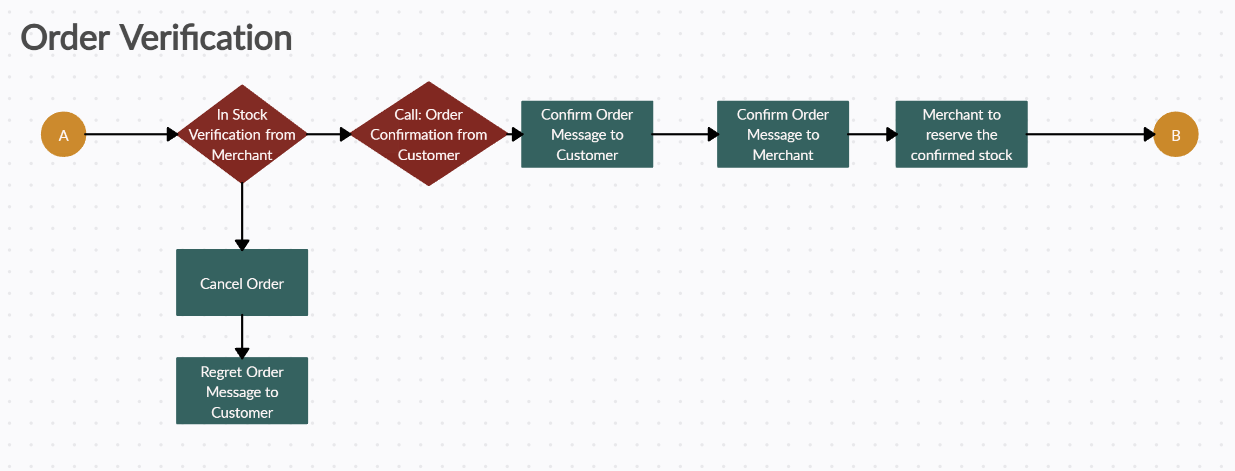 Order Verification
A
In Stock
Verification from
Merchant
Call: Order
Confirmation from
Customer
Confirm Order
Message to
Customer
Confirm Order
Message to
Merchant
Merchant to
reserve the
confirmed stock
B
Cancel Order
Regret Order
Message to
Customer